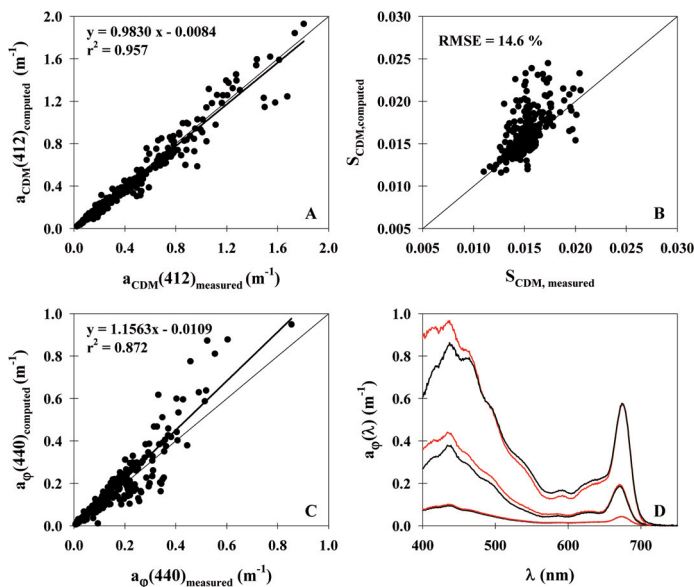 y = 0.9830 x - 0.0084
r² = 0.957
2.0
1.6
1.2
0.8
0.4
0.0
a_CDM(412)_computed (m⁻¹)
A
0.0 0.4 0.8 1.2 1.6 2.0
a_CDM(412)_measured (m⁻¹)
RMSE = 14.6 %
0.030
0.025
0.020
0.015
0.010
0.005
S_CDM,computed
B
0.005 0.010 0.015 0.020 0.025 0.030
S_CDM, measured
y = 1.1563x - 0.0109
r² = 0.872
1.0
0.8
0.6
0.4
0.2
0.0
a_φ(440)_computed (m⁻¹)
C
0.0 0.2 0.4 0.6 0.8 1.0
a_φ(440)_measured (m⁻¹)
1.0
0.8
0.6
0.4
0.2
0.0
a_φ(λ) (m⁻¹)
D
400 500 600 700
λ (nm)